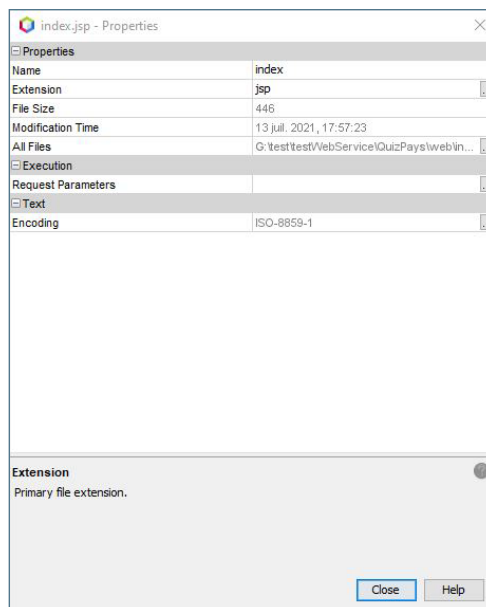 index.jsp - Properties
Properties
Name index
Extension jsp
File Size 446
Modification Time 13 juil. 2021, 17:57:23
All Files G:\test\testWebService\QuizPays\web\in...
Execution
Request Parameters
Text
Encoding ISO-8859-1
Extension
Primary file extension.
Close Help